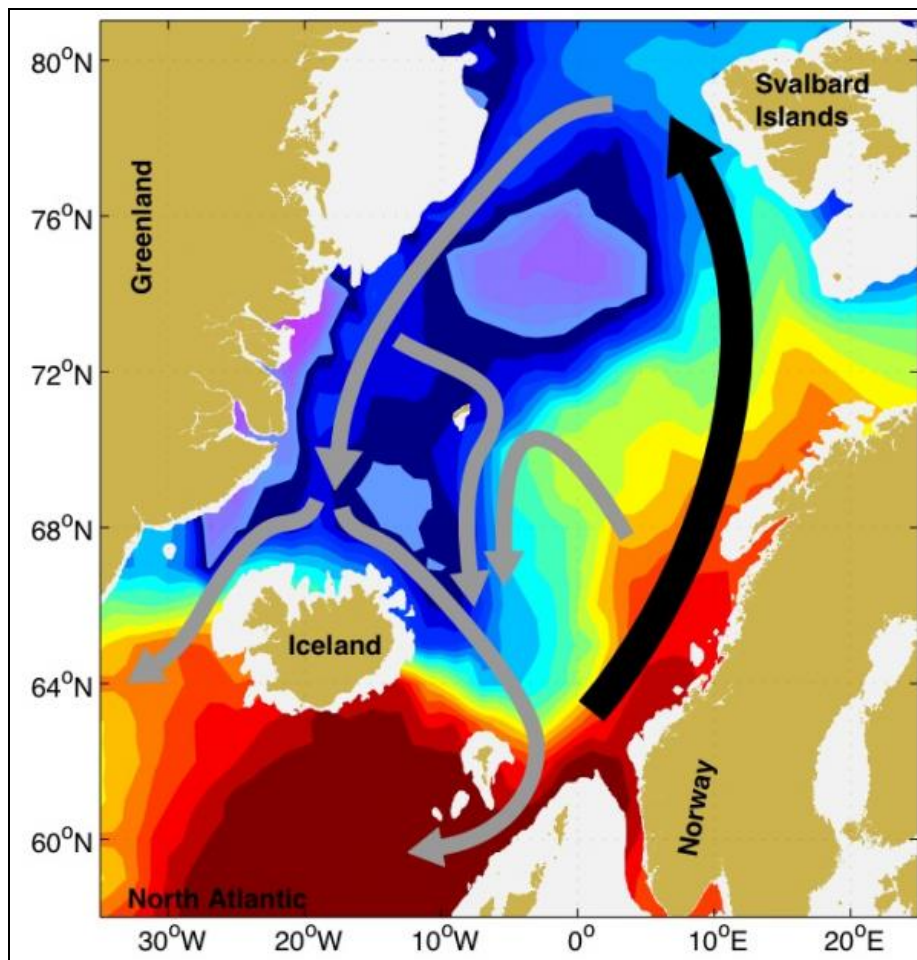 80°N
Svalbard
Islands
Greenland
76°N
72°N
68°N
Iceland
64°N
Norway
60°N
North Atlantic
30°W 20°W 10°W 0° 10°E 20°E